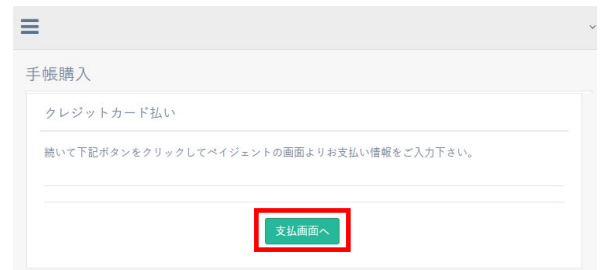 手帳購入
クレジットカード払い
続いて下記ボタンをクリックしてペイジェントの画面よりお支払い情報をご入力下さい。
支払画面へ